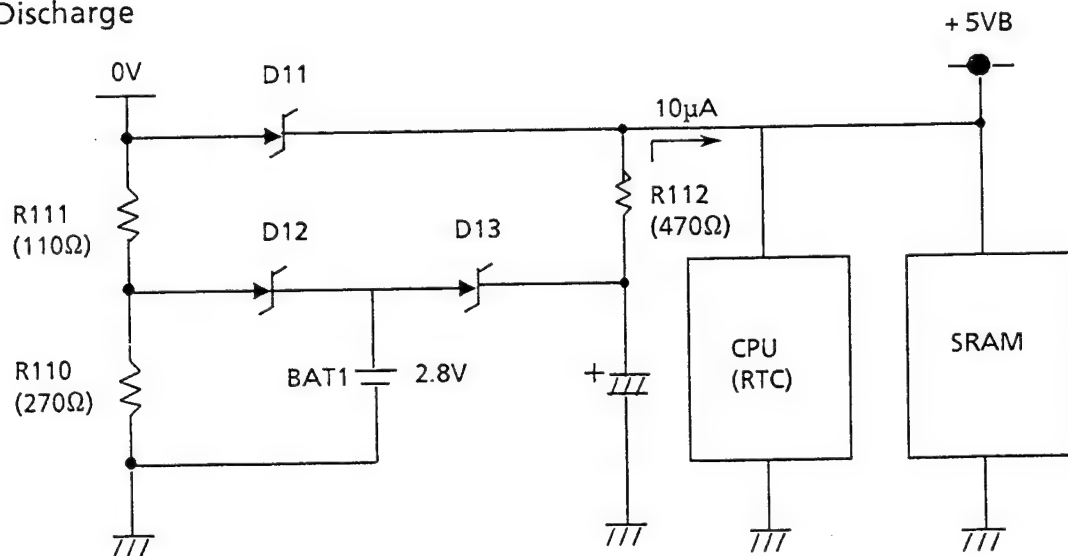 Discharge
+5VB
0V
D11
10µA
R111
(110Ω)
R112
(470Ω)
D12
D13
R110
(270Ω)
BAT1
2.8V
+
CPU
(RTC)
SRAM